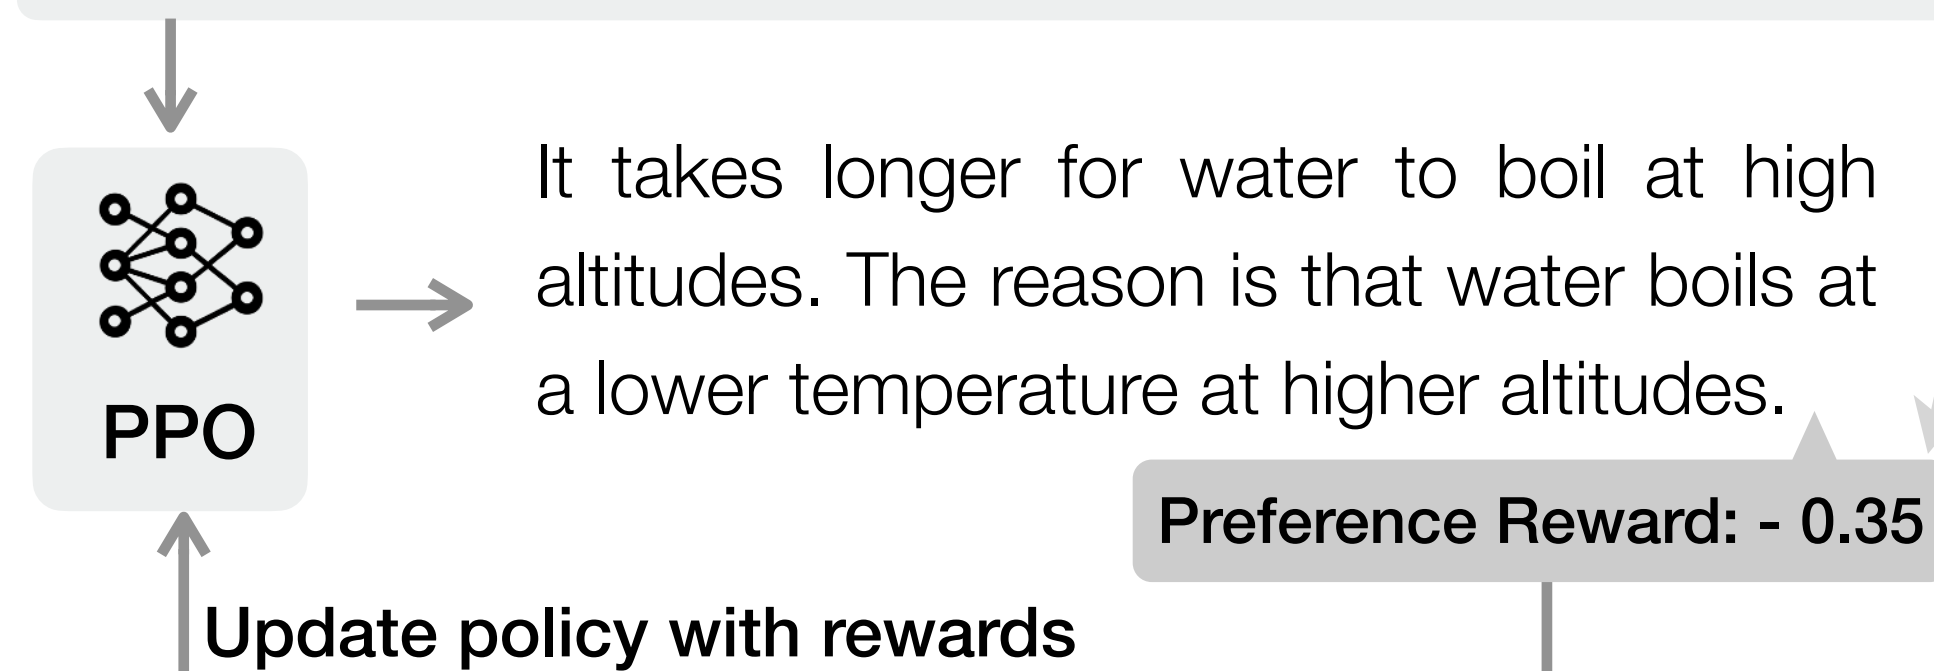 It takes longer for water to boil at high
altitudes. The reason is that water boils at
a lower temperature at higher altitudes.
PPO
Preference Reward: - 0.35
Update policy with rewards